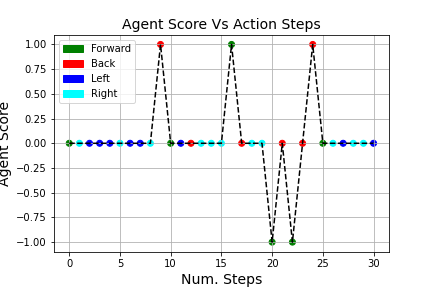 Agent Score Vs Action Steps
Agent Score
1.00
0.75
0.50
0.25
0.00
−0.25
−0.50
−0.75
−1.00
Forward
Back
Left
Right
0 5 10 15 20 25 30
Num. Steps